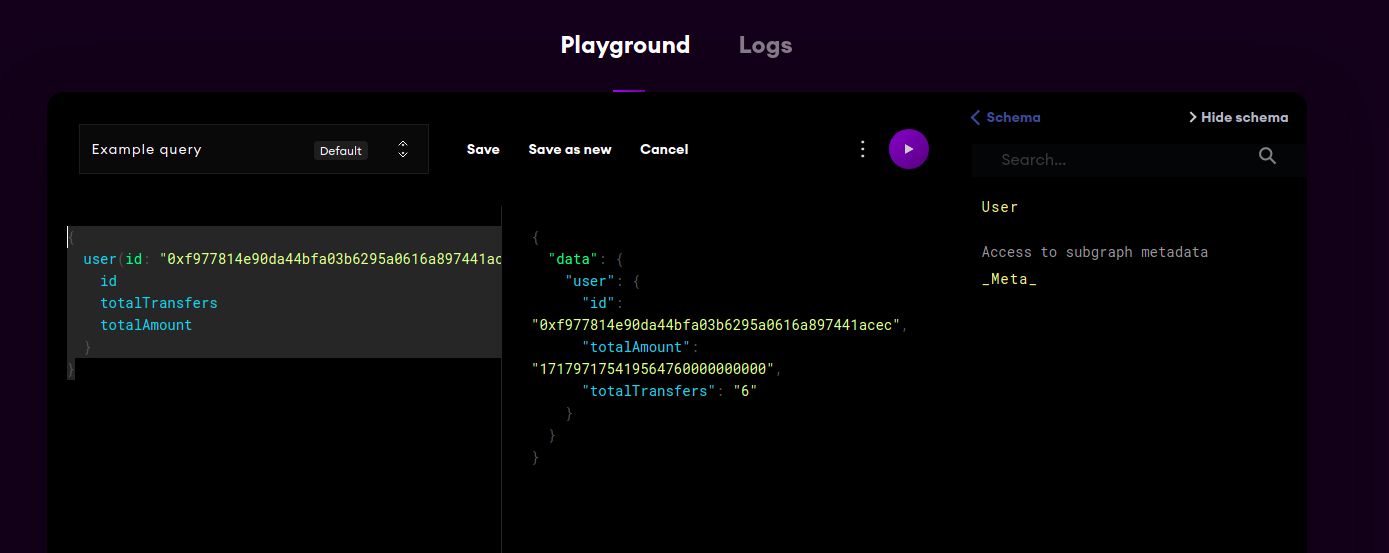 Playground Logs
Example query Default Save Save as new Cancel
{
user(id: "0xf977814e90da44bfa03b6295a0616a897441ac
id
totalTransfers
totalAmount
}
}
{
"data": {
"user": {
"id":
"0xf977814e90da44bfa03b6295a0616a897441acec",
"totalAmount":
"171797175419564760000000000",
"totalTransfers": "6"
}
}
}
Schema Hide schema
Search...
User
Access to subgraph metadata
_Meta_